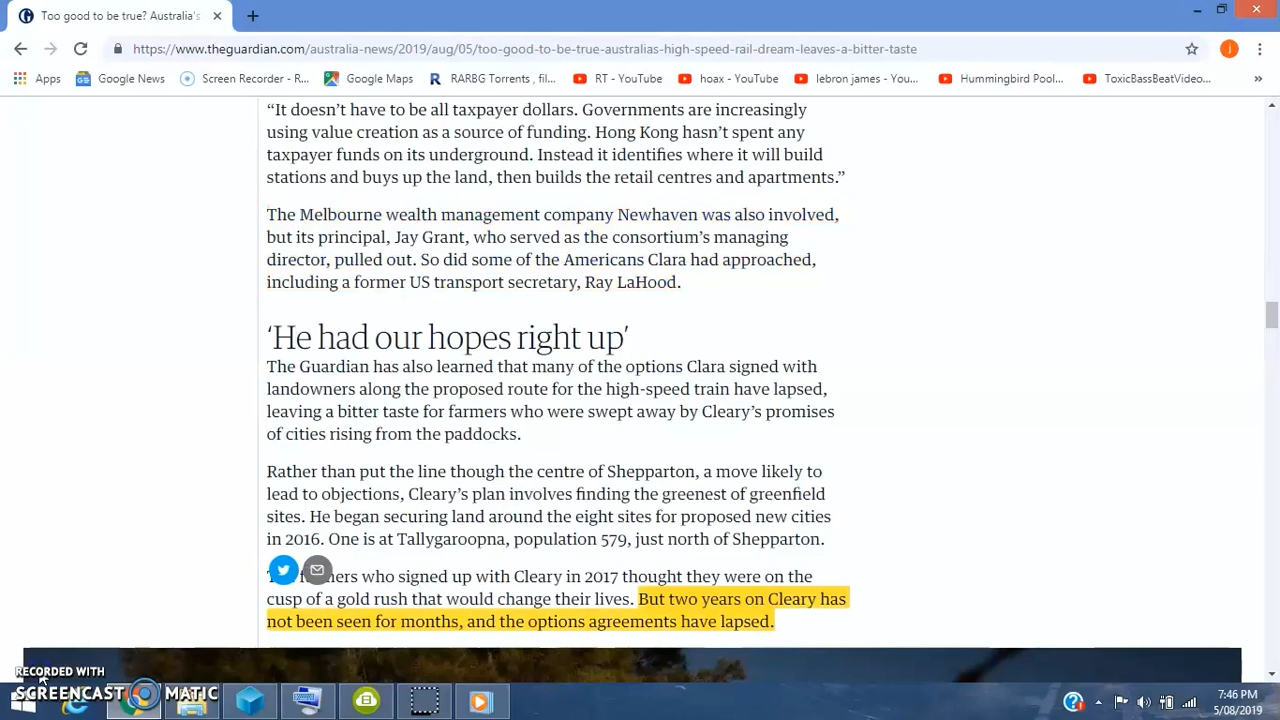 Too good to be true? Australia's
https://www.theguardian.com/australia-news/2019/aug/05/too-good-to-be-true-australias-high-speed-rail-dream-leaves-a-bitter-taste
J
Apps Google News Screen Recorder - R... Google Maps RARBG Torrents , fil... RT - YouTube hoax - YouTube lebron james - You... Hummingbird Pool... ToxicBassBeatVideo...
“It doesn’t have to be all taxpayer dollars. Governments are increasingly
using value creation as a source of funding. Hong Kong hasn’t spent any
taxpayer funds on its underground. Instead it identifies where it will build
stations and buys up the land, then builds the retail centres and apartments.”
The Melbourne wealth management company Newhaven was also involved,
but its principal, Jay Grant, who served as the consortium’s managing
director, pulled out. So did some of the Americans Clara had approached,
including a former US transport secretary, Ray LaHood.
‘He had our hopes right up’
The Guardian has also learned that many of the options Clara signed with
landowners along the proposed route for the high-speed train have lapsed,
leaving a bitter taste for farmers who were swept away by Cleary’s promises
of cities rising from the paddocks.
Rather than put the line though the centre of Shepparton, a move likely to
lead to objections, Cleary’s plan involves finding the greenest of greenfield
sites. He began securing land around the eight sites for proposed new cities
in 2016. One is at Tallygaroopna, population 579, just north of Shepparton.
who signed up with Cleary in 2017 thought they were on the
cusp of a gold rush that would change their lives. But two years on Cleary has
not been seen for months, and the options agreements have lapsed.
RECORDED WITH
SCREENCAST MATIC
7:46 PM
5/08/2019